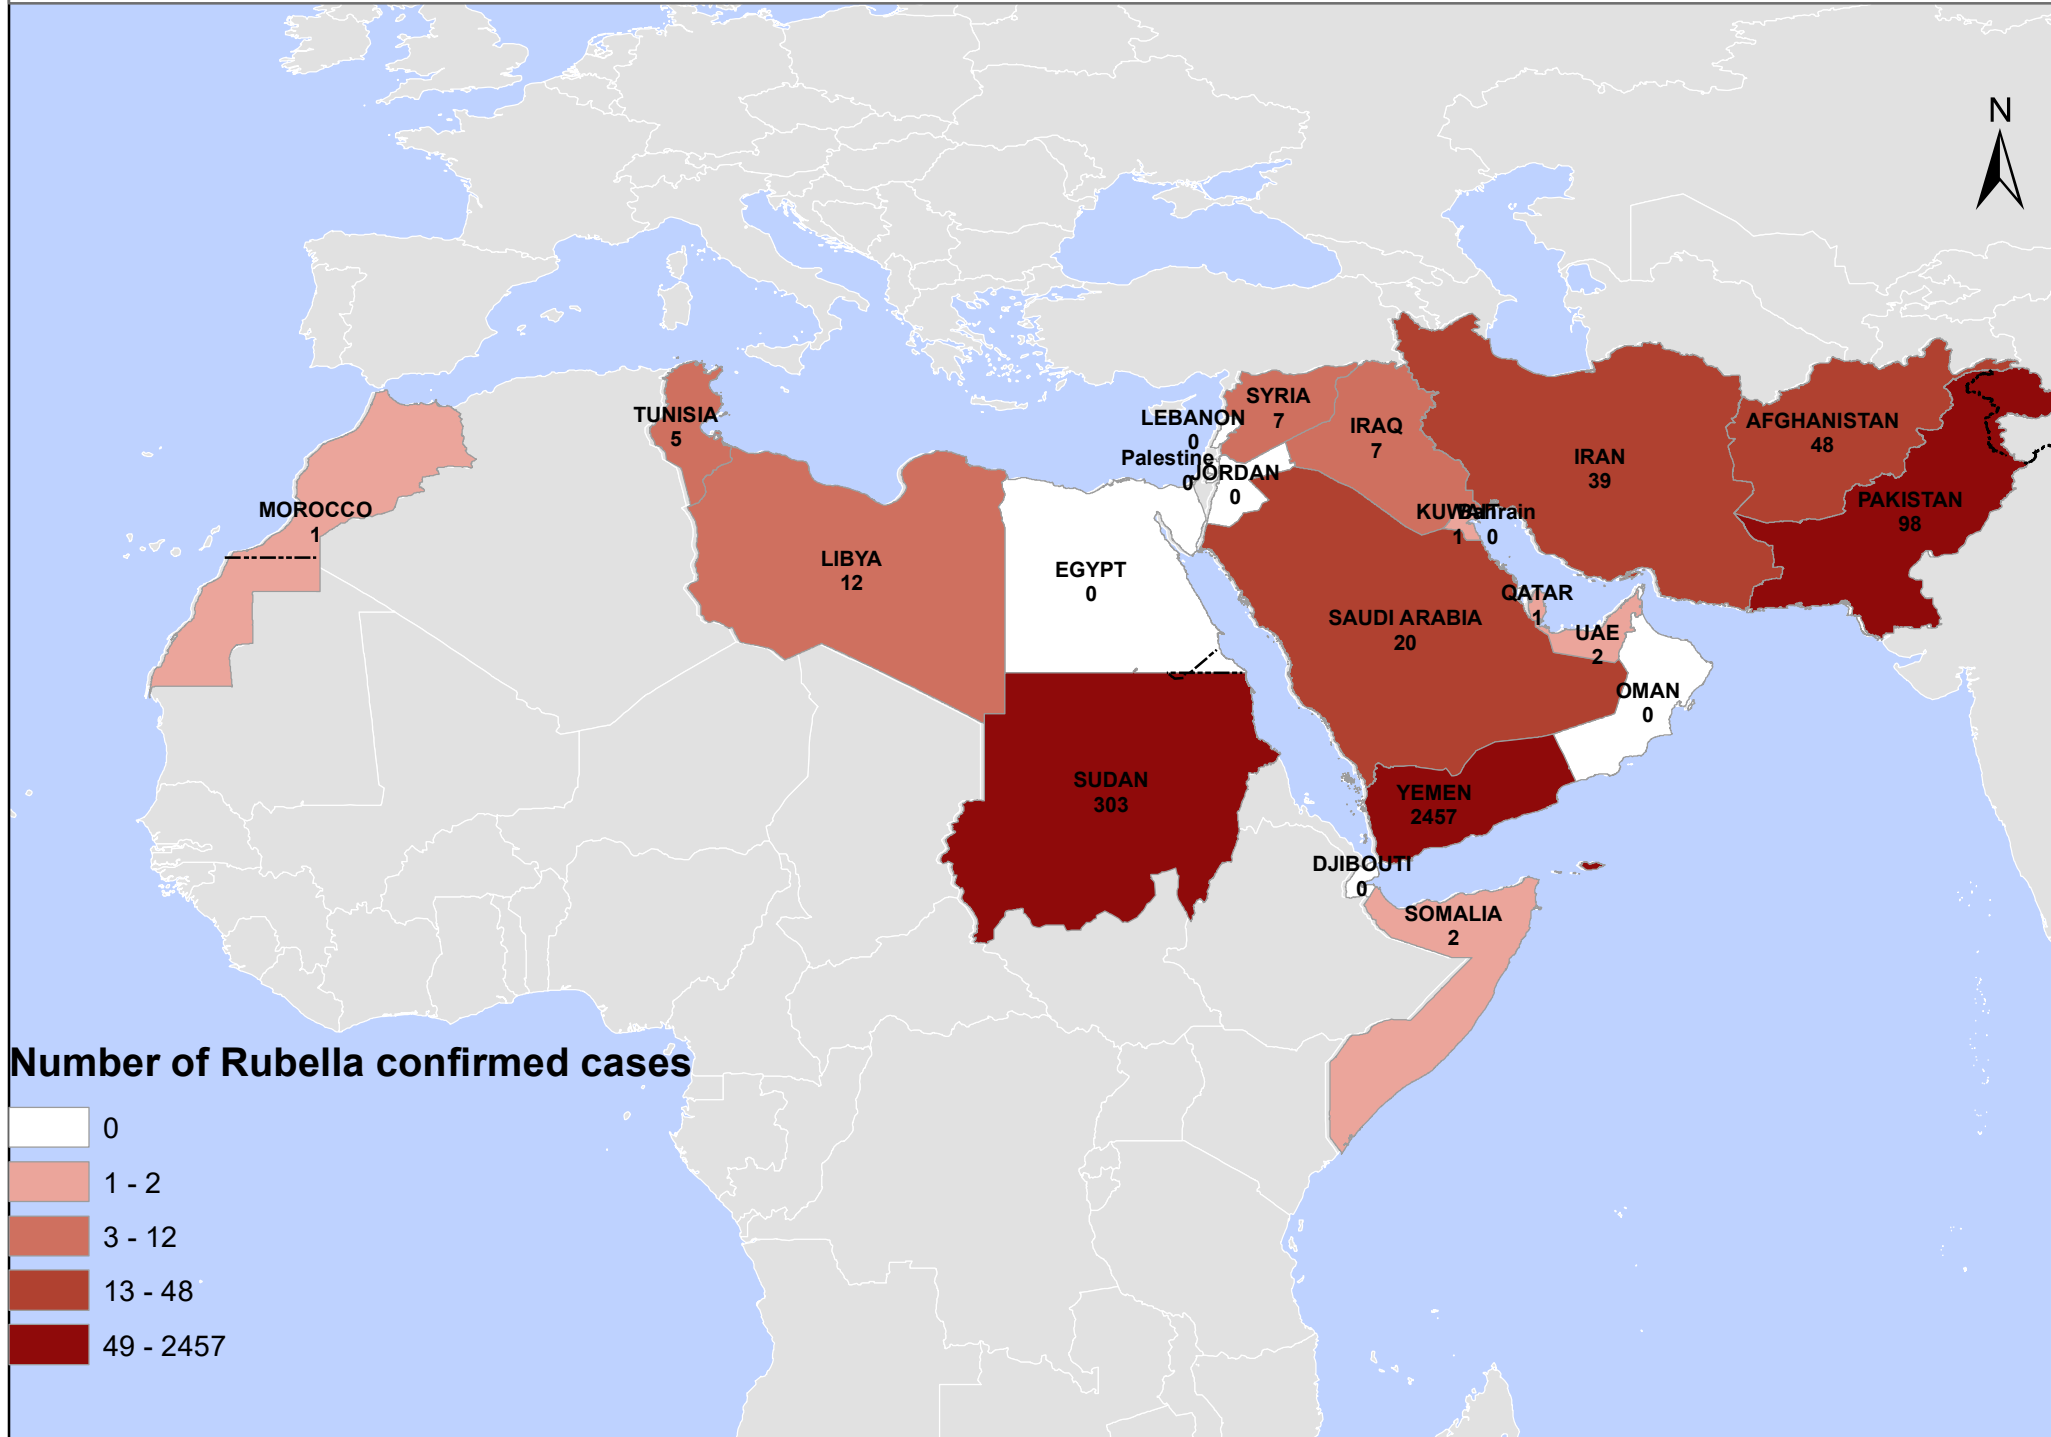 N
SYRIA
7
LEBANON
0
TUNISIA
5
IRAQ
7
AFGHANISTAN
48
Palestine
0
IRAN
39
JORDAN
0
PAKISTAN
98
MOROCCO
1
KUWAIT
1
Bahrain
0
LIBYA
12
EGYPT
0
QATAR
1
SAUDI ARABIA
20
UAE
2
OMAN
0
SUDAN
303
YEMEN
2457
DJIBOUTI
0
SOMALIA
2
Number of Rubella confirmed cases
0
1 - 2
3 - 12
13 - 48
49 - 2457